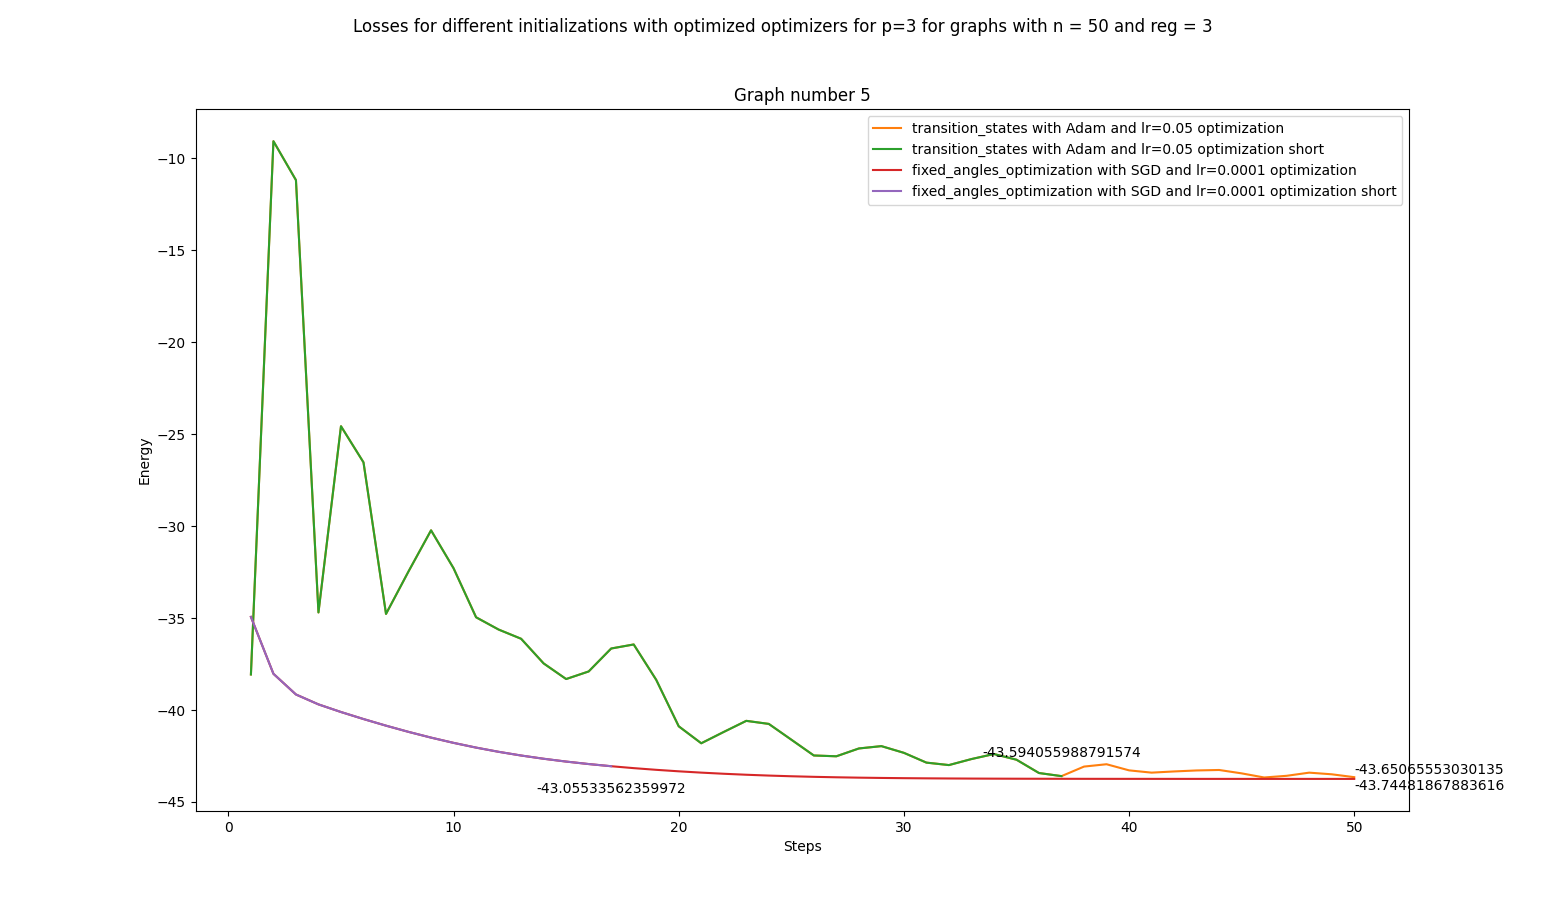 Losses for different initializations with optimized optimizers for p=3 for graphs with n = 50 and reg = 3
Graph number 5
transition_states with Adam and lr=0.05 optimization
transition_states with Adam and lr=0.05 optimization short
fixed_angles_optimization with SGD and lr=0.0001 optimization
fixed_angles_optimization with SGD and lr=0.0001 optimization short
−10
−15
−20
−25
−30
−35
−40
−45
Energy
-43.594055988791574
-43.65065553030135
-43.74481867883616
-43.05533562359972
0 10 20 30 40 50
Steps